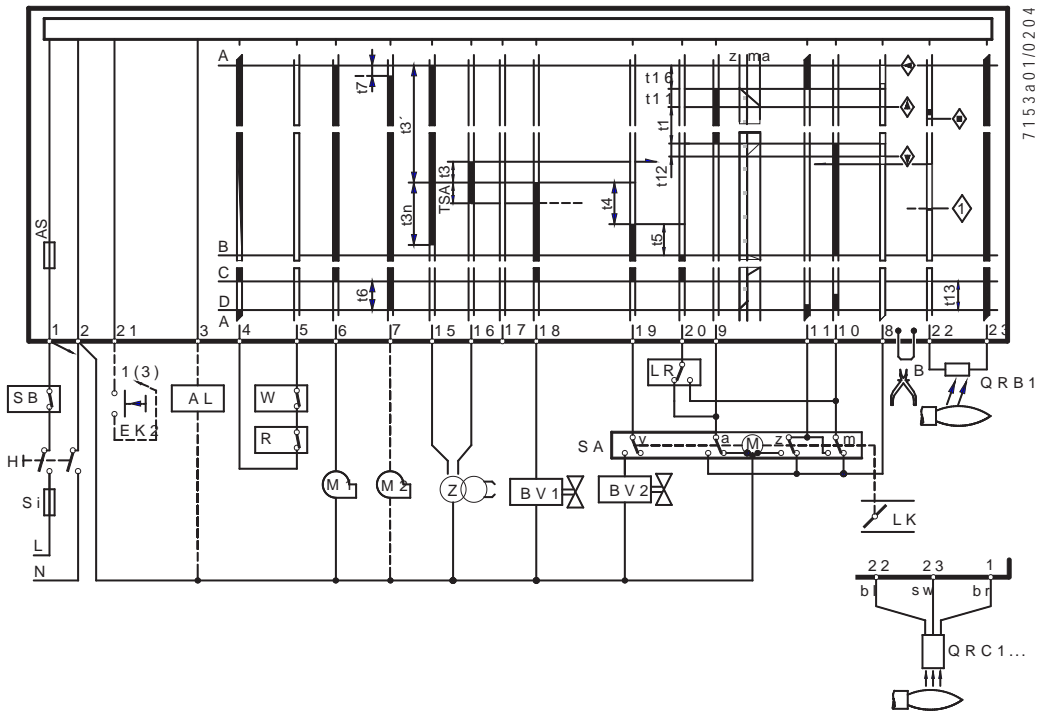 7153a01/0204
A
z
m a
t7
t16
t11
t3´
t1
t3
t12
TSA
t3n
t4
t5
AS
1
B
C
D
A
t6
t13
1
2
21
3
4
5
6
7
15
16
17
18
19
20
9
11
10
8
22
23
1(3)
SB
EK2
AL
W
R
LR
B
QRB1
H
SA
v
a
M
z
m
Si
M1
M2
Z
BV1
BV2
LK
L
N
22
23
1
bl
sw
br
QRC1...